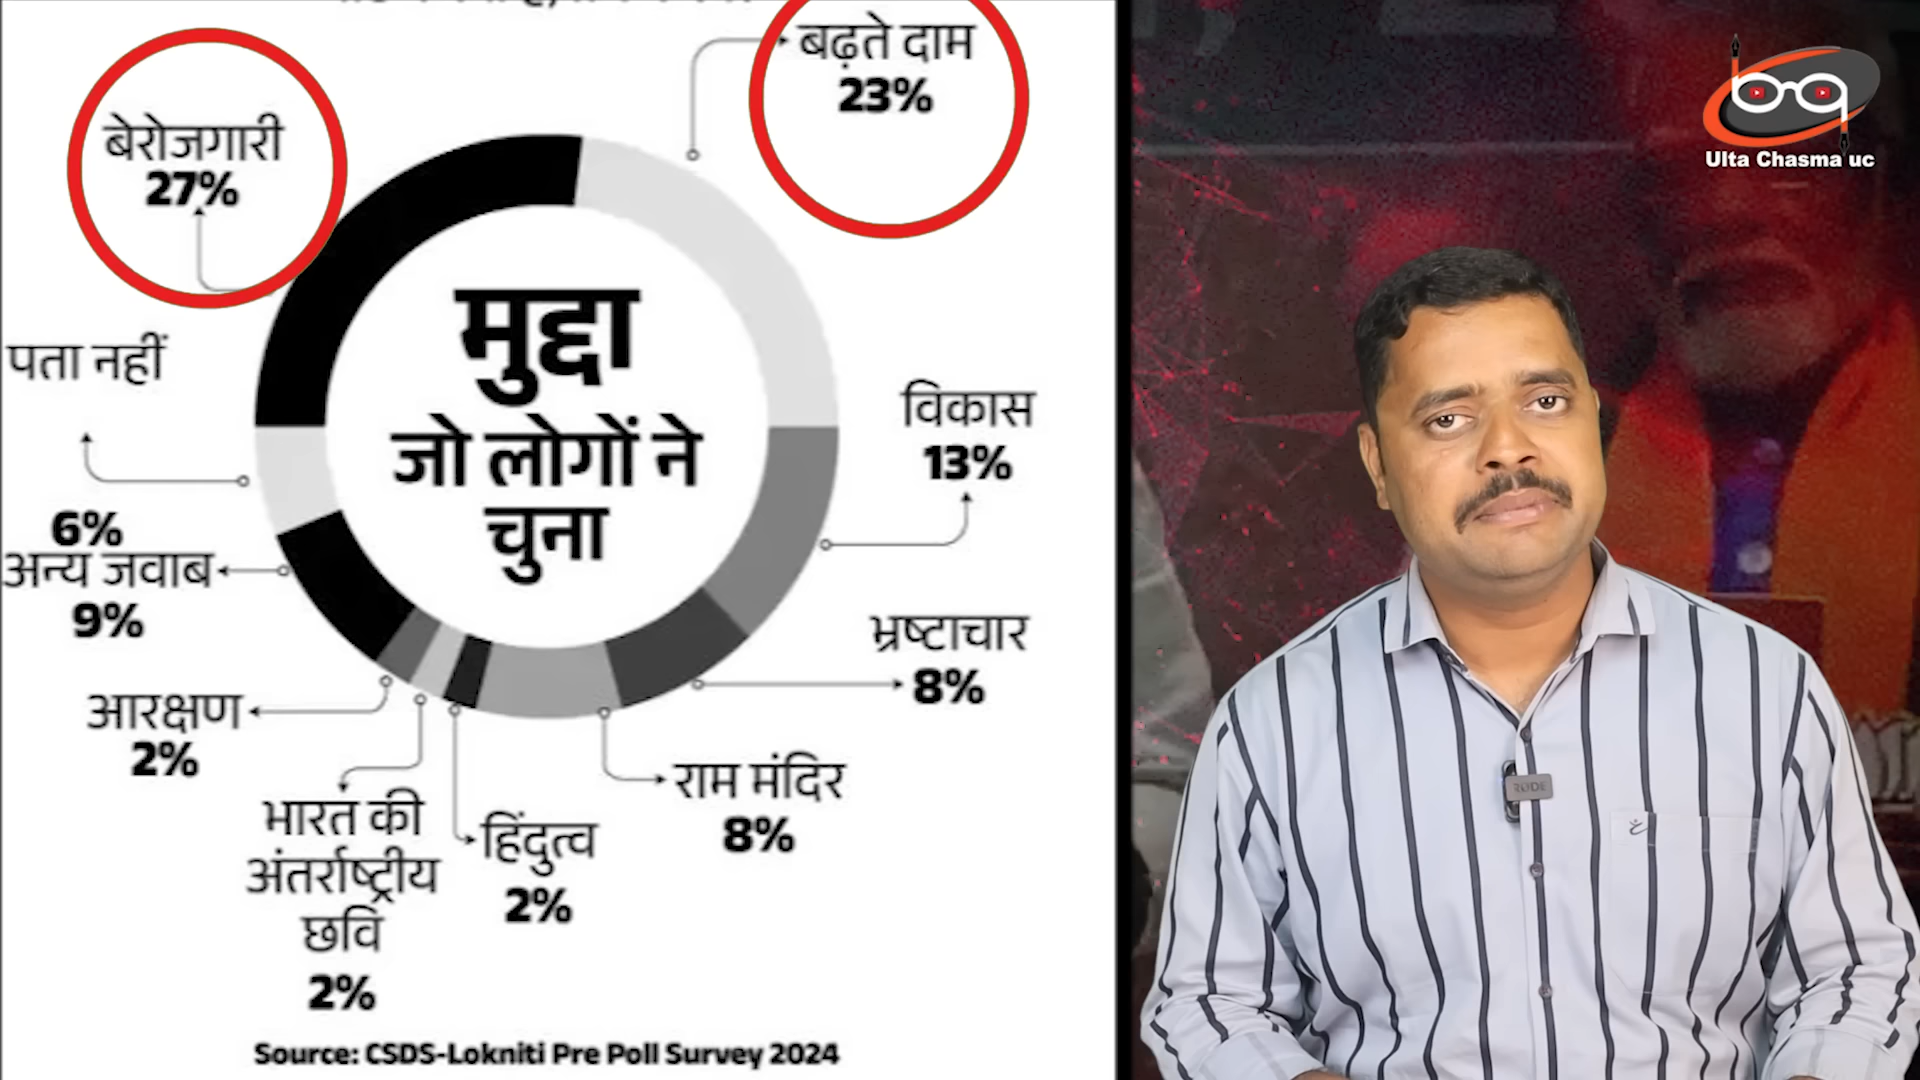 बढ़ते दाम
23%
बेरोजगारी
27%
मुद्दा
जो लोगों ने
चुना
पता नहीं
6%
विकास
13%
अन्य जवाब
9%
भ्रष्टाचार
8%
आरक्षण
2%
राम मंदिर
8%
भारत की
अंतर्राष्ट्रीय
छवि
2%
हिंदुत्व
2%
Source: CSDS-Lokniti Pre Poll Survey 2024
Ulta Chasma uc
RODE